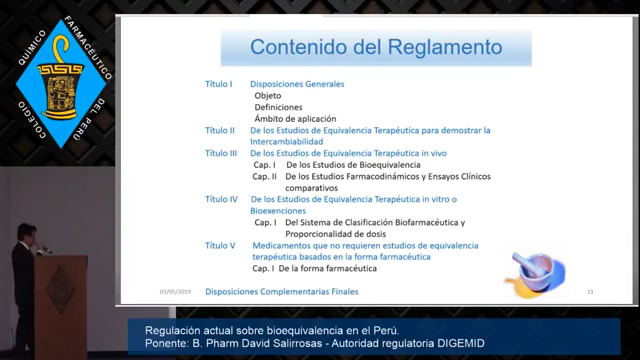 COLEGIO QUÍMICO FARMACÉUTICO DEL PERÚ
Contenido del Reglamento
Título I Disposiciones Generales
Objeto
Definiciones
Ámbito de aplicación
Título II De los Estudios de Equivalencia Terapéutica para demostrar la
Intercambiabilidad
Título III De los Estudios de Equivalencia Terapéutica in vivo
Cap. I De los Estudios de Bioequivalencia
Cap. II De los Estudios Farmacodinámicos y Ensayos Clínicos
comparativos
Título IV De los Estudios de Equivalencia Terapéutica in vitro o
Bioexenciones
Cap. I Del Sistema de Clasificación Biofarmacéutica y
Proporcionalidad de dosis
Título V Medicamentos que no requieren estudios de equivalencia
terapéutica basados en la forma farmacéutica
Cap. I De la forma farmacéutica
03/05/2019 Disposiciones Complementarias Finales 11
Regulación actual sobre bioequivalencia en el Perú.
Ponente: B. Pharm David Salirrosas - Autoridad regulatoria DIGEMID